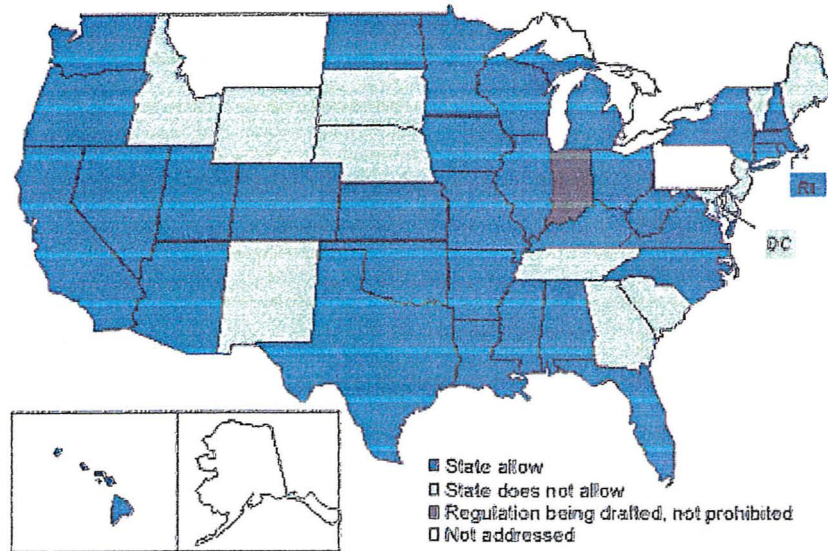 RI
DC
State allow
State does not allow
Regulation being drafted, not prohibited
Not addressed